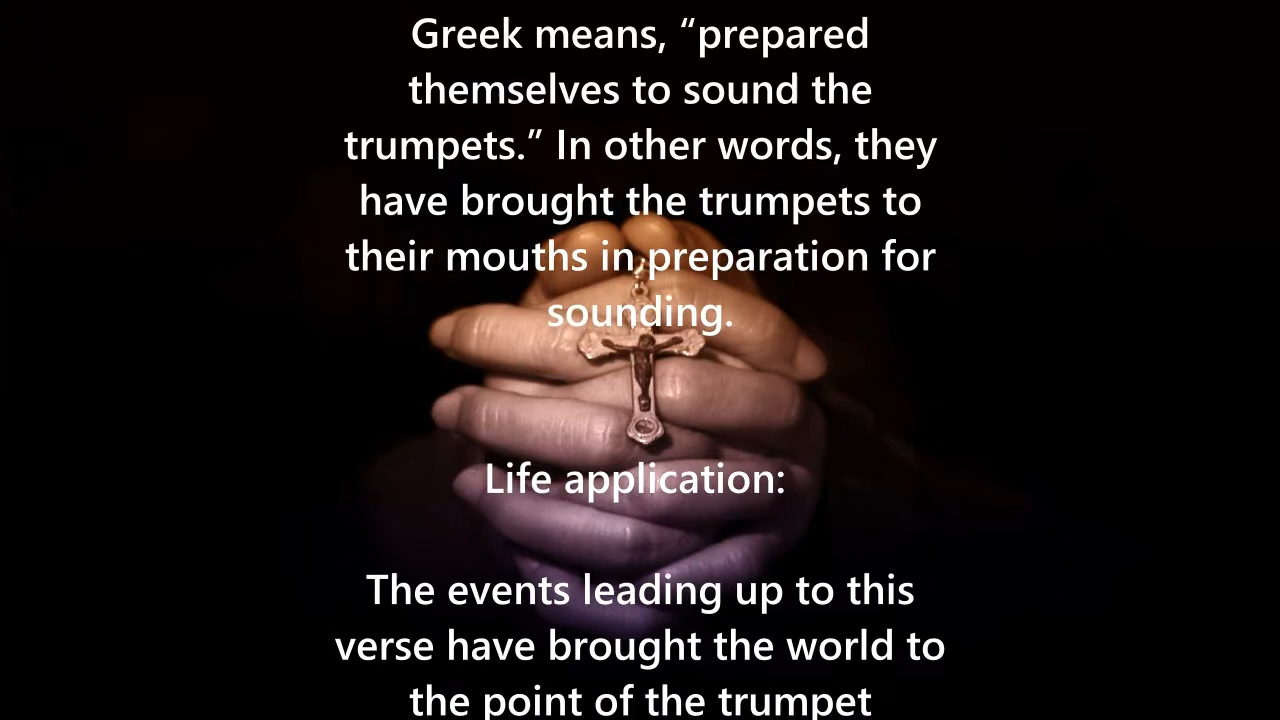 Greek means, “prepared
themselves to sound the
trumpets.” In other words, they
have brought the trumpets to
their mouths in preparation for
sounding.
Life application:
The events leading up to this
verse have brought the world to
the point of the trumpet